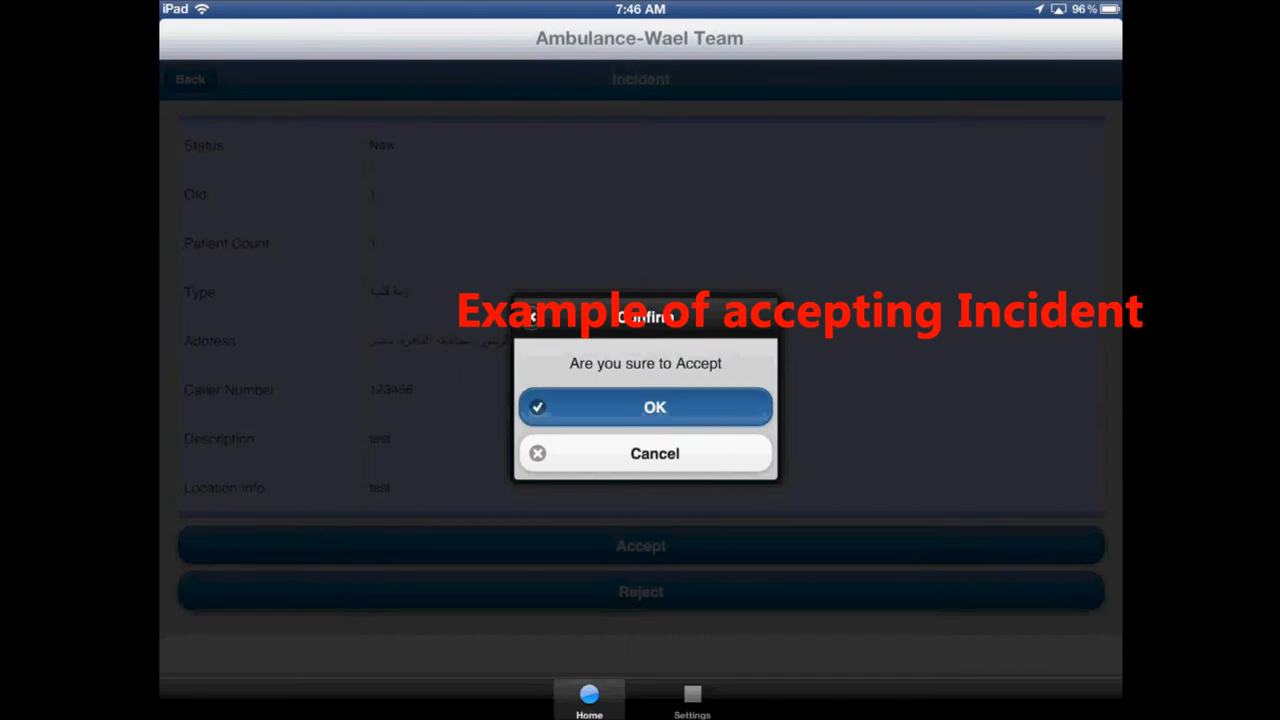 iPad 7:46 AM 96%
Ambulance-Wael Team
Back Incident
Status New
OId 1
Patient Count 1
Type
Example of accepting Incident
Confirm
Address
Are you sure to Accept
Caller Number 123456
OK
Description test
Cancel
Location info test
Accept
Reject
Home Settings